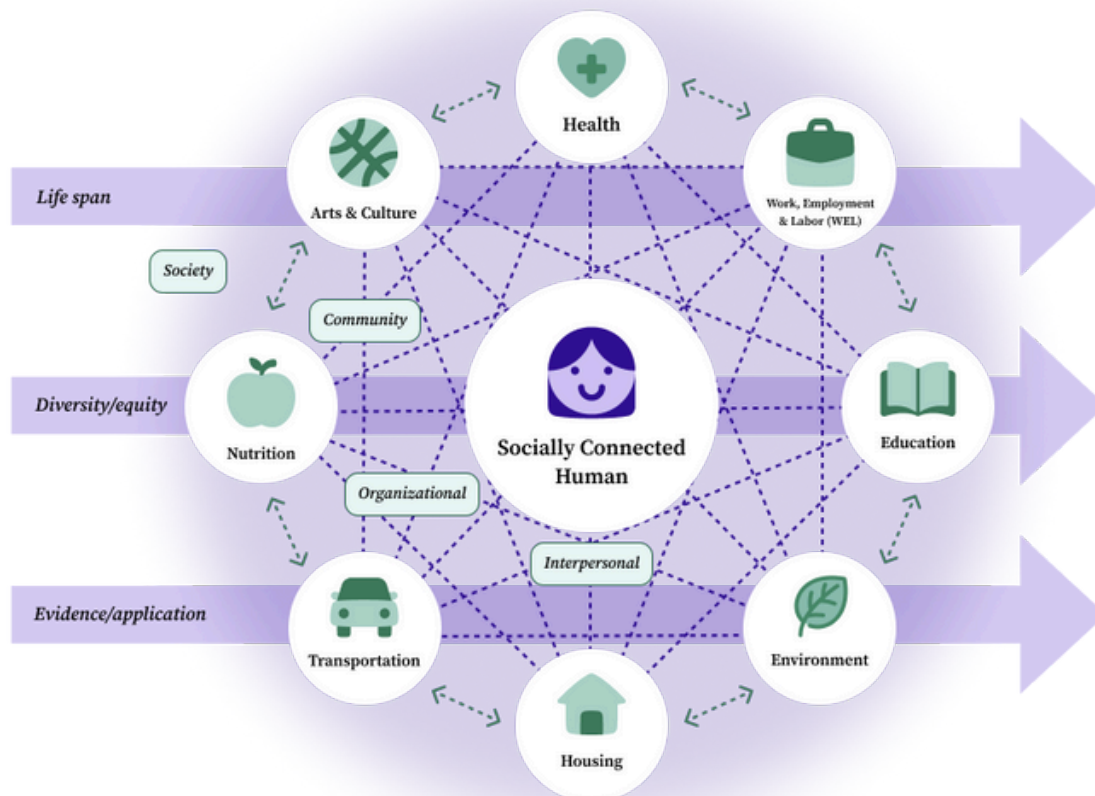 Health
Arts & Culture
Work, Employment
& Labor (WEL)
Life span
Society
Community
Diversity/equity
Nutrition
Socially Connected
Human
Education
Organizational
Interpersonal
Evidence/application
Transportation
Environment
Housing